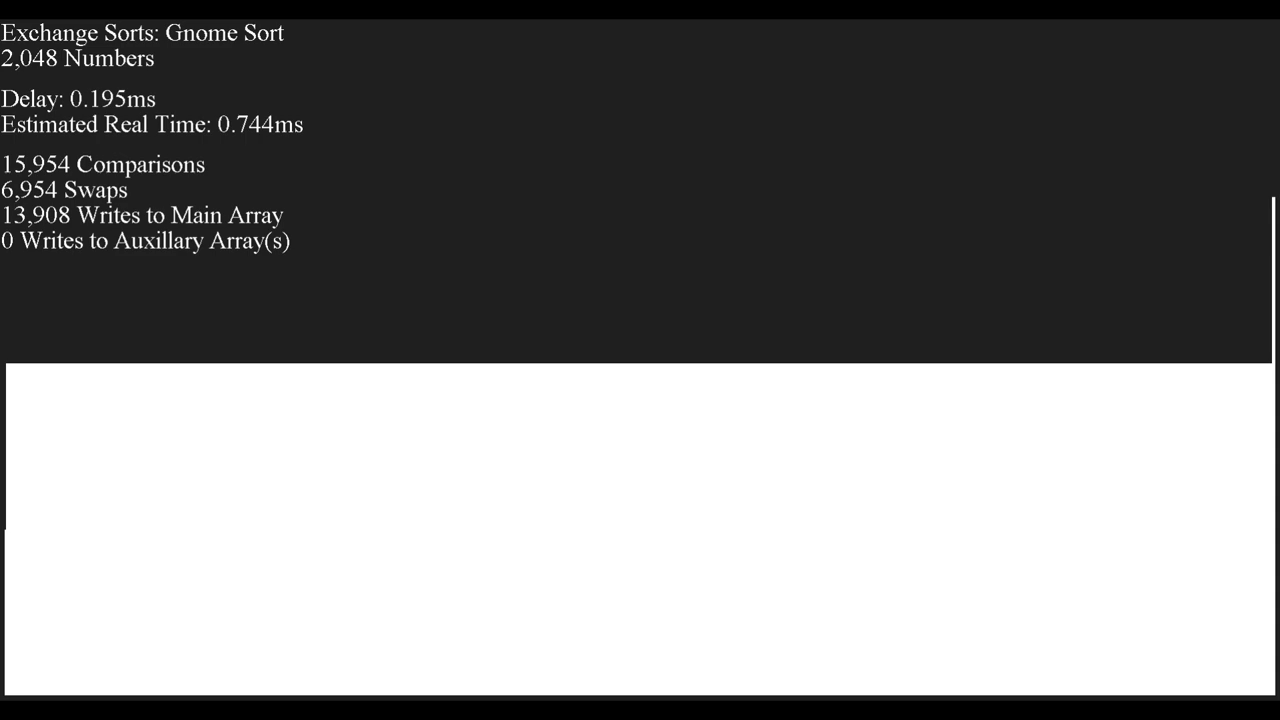 Exchange Sorts: Gnome Sort
2,048 Numbers
Delay: 0.195ms
Estimated Real Time: 0.744ms
15,954 Comparisons
6,954 Swaps
13,908 Writes to Main Array
0 Writes to Auxillary Array(s)